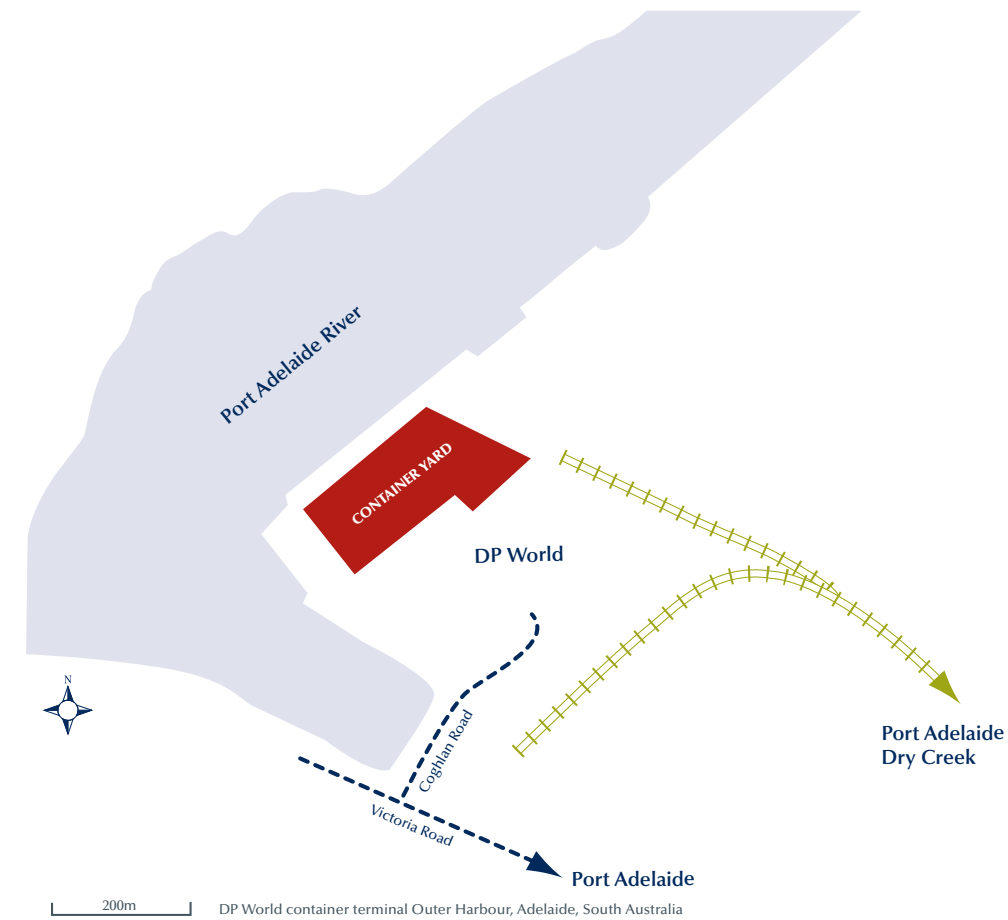 Port Adelaide River
CONTAINER YARD
DP World
N
Coghlan Road
Victoria Road
Port Adelaide
Dry Creek
Port Adelaide
200m
DP World container terminal Outer Harbour, Adelaide, South Australia